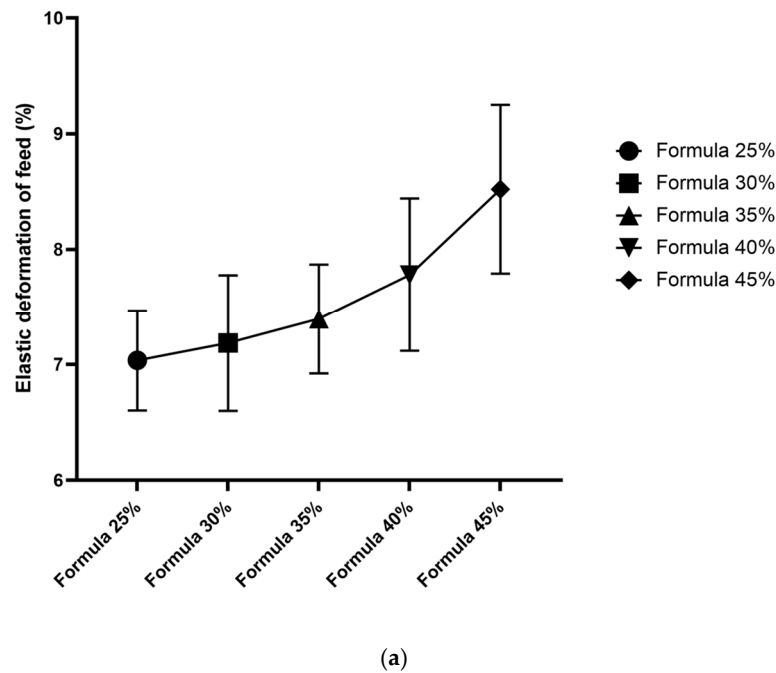 Elastic deformation of feed (%)
10
9
8
7
6
Formula 25%
Formula 30%
Formula 35%
Formula 40%
Formula 45%
Formula 25%
Formula 30%
Formula 35%
Formula 40%
Formula 45%
(a)